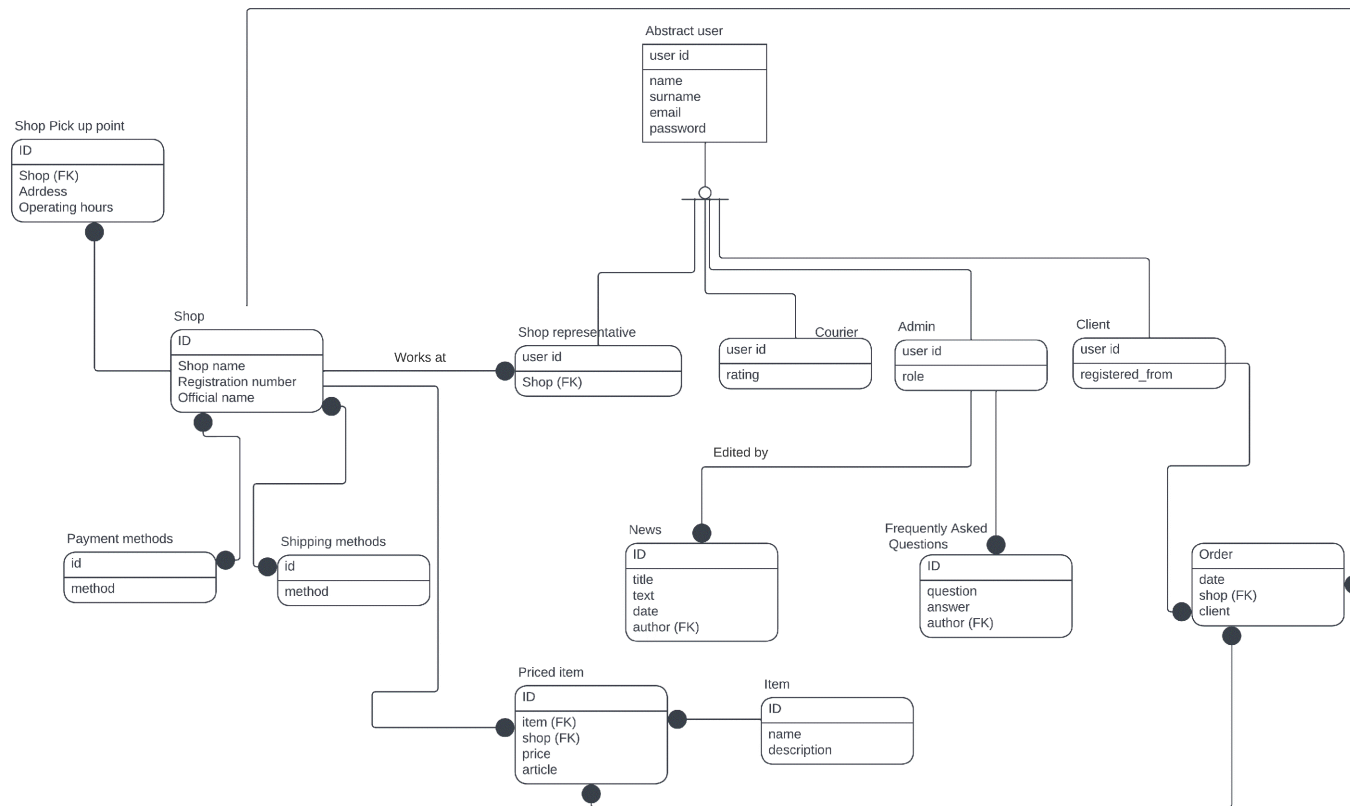 Abstract user
user id
name
surname
email
password
Shop Pick up point
ID
Shop (FK)
Adrdess
Operating hours
Shop
ID
Shop name
Registration number
Official name
Works at
Shop representative
user id
Shop (FK)
Courier
user id
rating
Admin
user id
role
Client
user id
registered_from
Edited by
Payment methods
id
method
Shipping methods
id
method
News
ID
title
text
date
author (FK)
Frequently Asked
Questions
ID
question
answer
author (FK)
Order
date
shop (FK)
client
Priced item
ID
item (FK)
shop (FK)
price
article
Item
ID
name
description